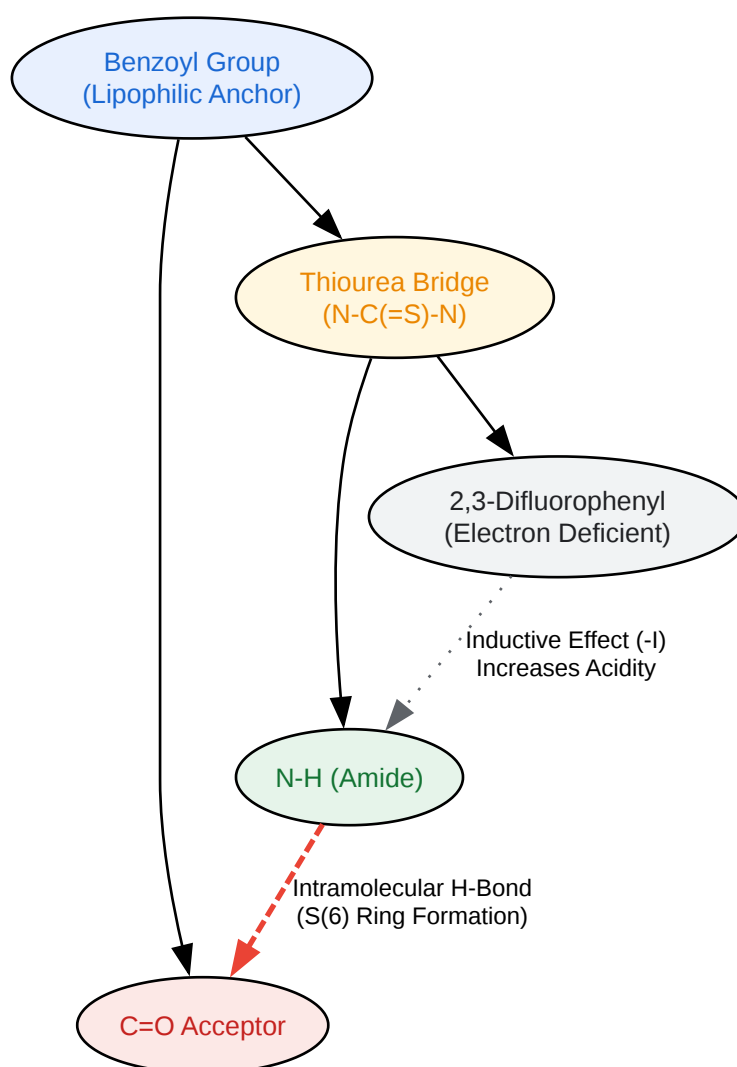 Benzoyl Group
(Lipophilic Anchor)
Thiourea Bridge
(N-C(=S)-N)
2,3-Difluorophenyl
(Electron Deficient)
Inductive Effect (-I)
Increases Acidity
N-H (Amide)
Intramolecular H-Bond
(S(6) Ring Formation)
C=O Acceptor